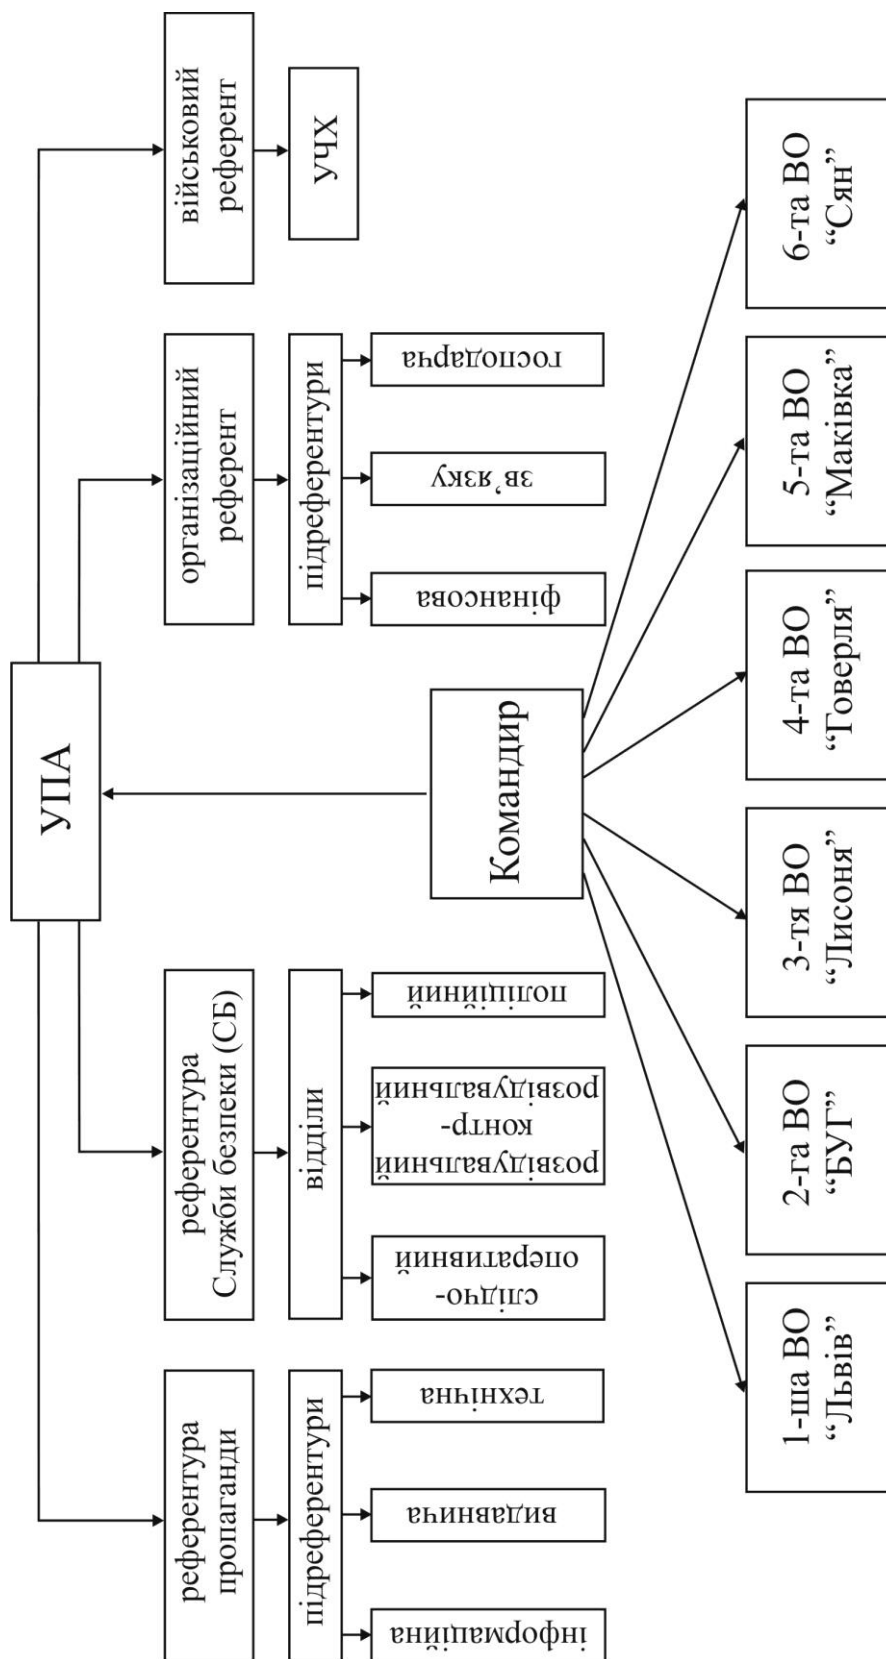 УПА
референтура
пропаганди
підреферентури
інформаційна
видавнича
технічна
референтура
Служби безпеки (СБ)
відділи
слідчо-
оперативний
розвідувальний
контр-
розвідувальний
поліційний
організаційний
референт
підреферентури
фінансова
зв’язку
господарча
військовий
референт
УЧХ
Командир
1-ша ВО
“Львів”
2-га ВО
“БУГ”
3-тя ВО
“Лисоня”
4-та ВО
“Говерля”
5-та ВО
“Маківка”
6-та ВО
“Сян”